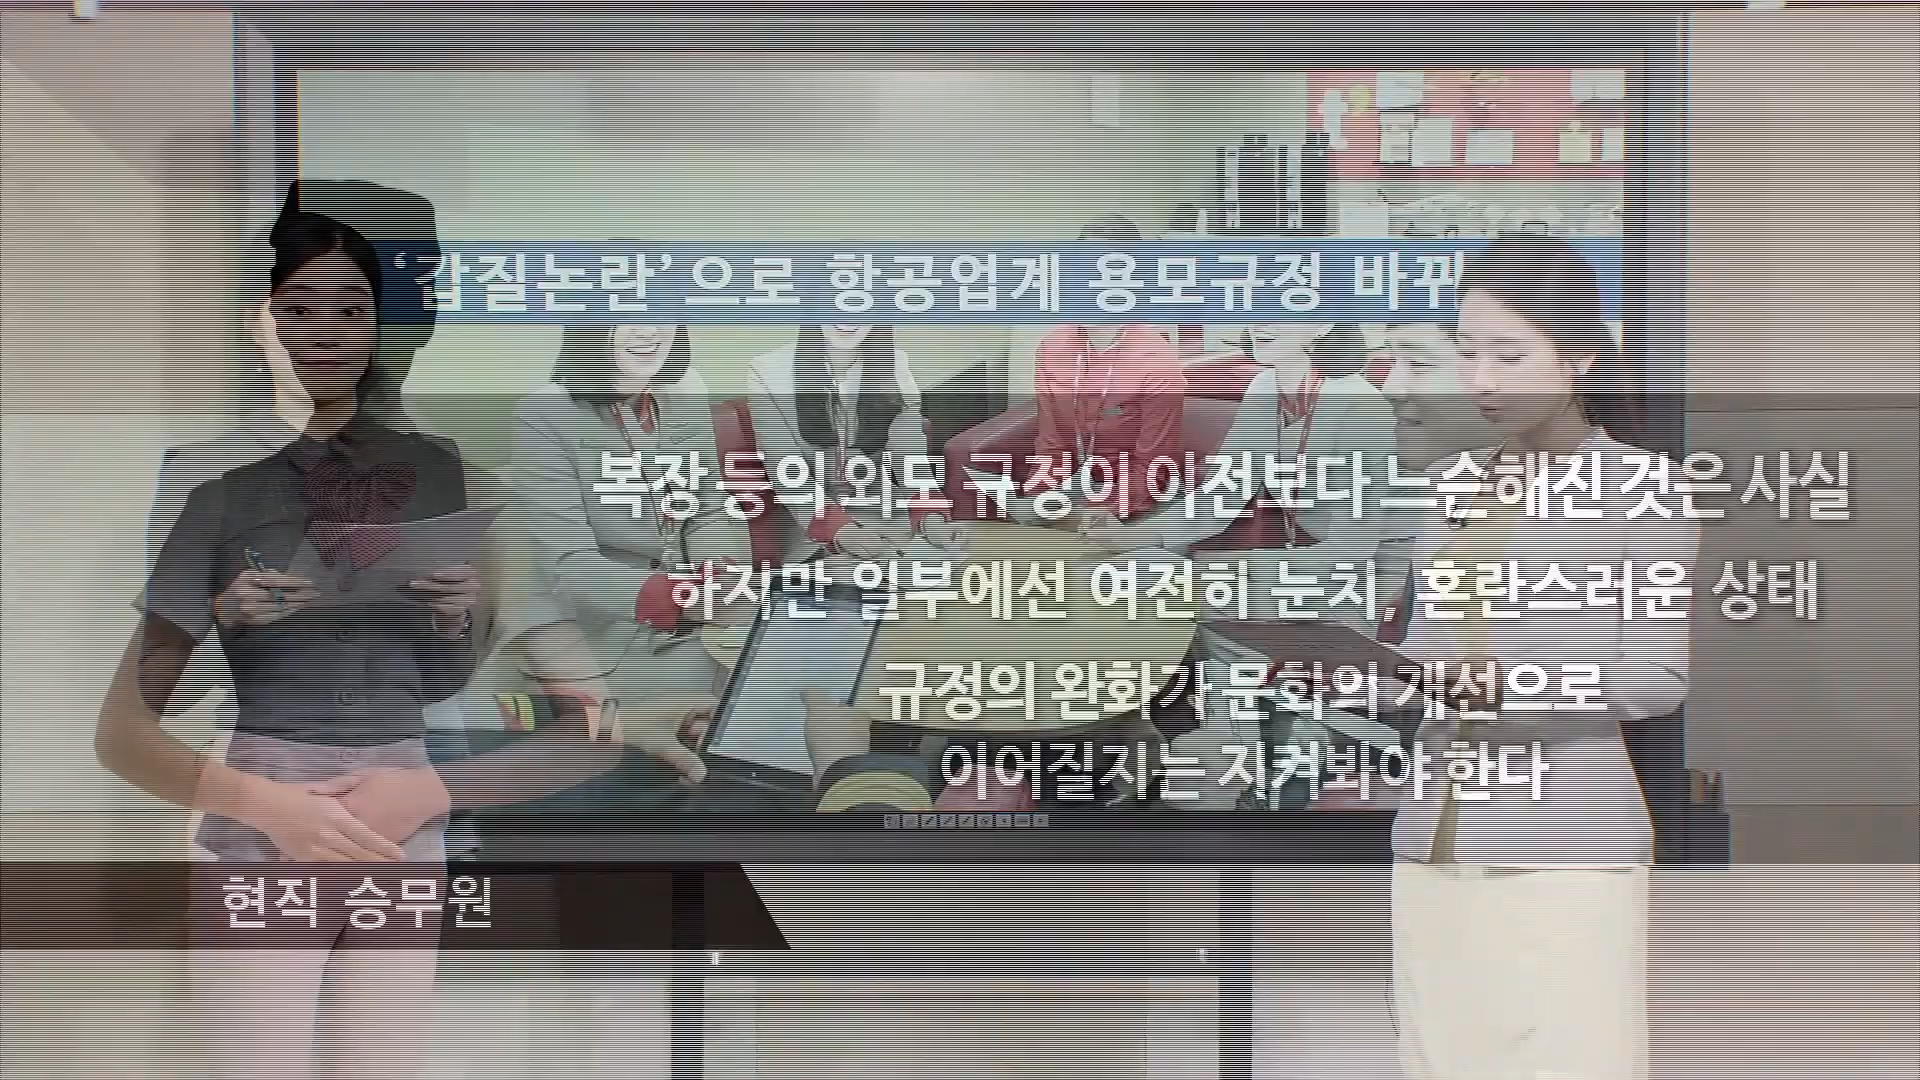 ‘갑질논란’으로 항공업계 용모규정 바뀌
복장 등의 외모 규정이 이전보다 느슨해진 것은 사실
하지만 일부에선 여전히 눈치, 혼란스러운 상태
규정의 완화가 문화의 개선으로
이어질지는 지켜봐야 한다
현직 승무원